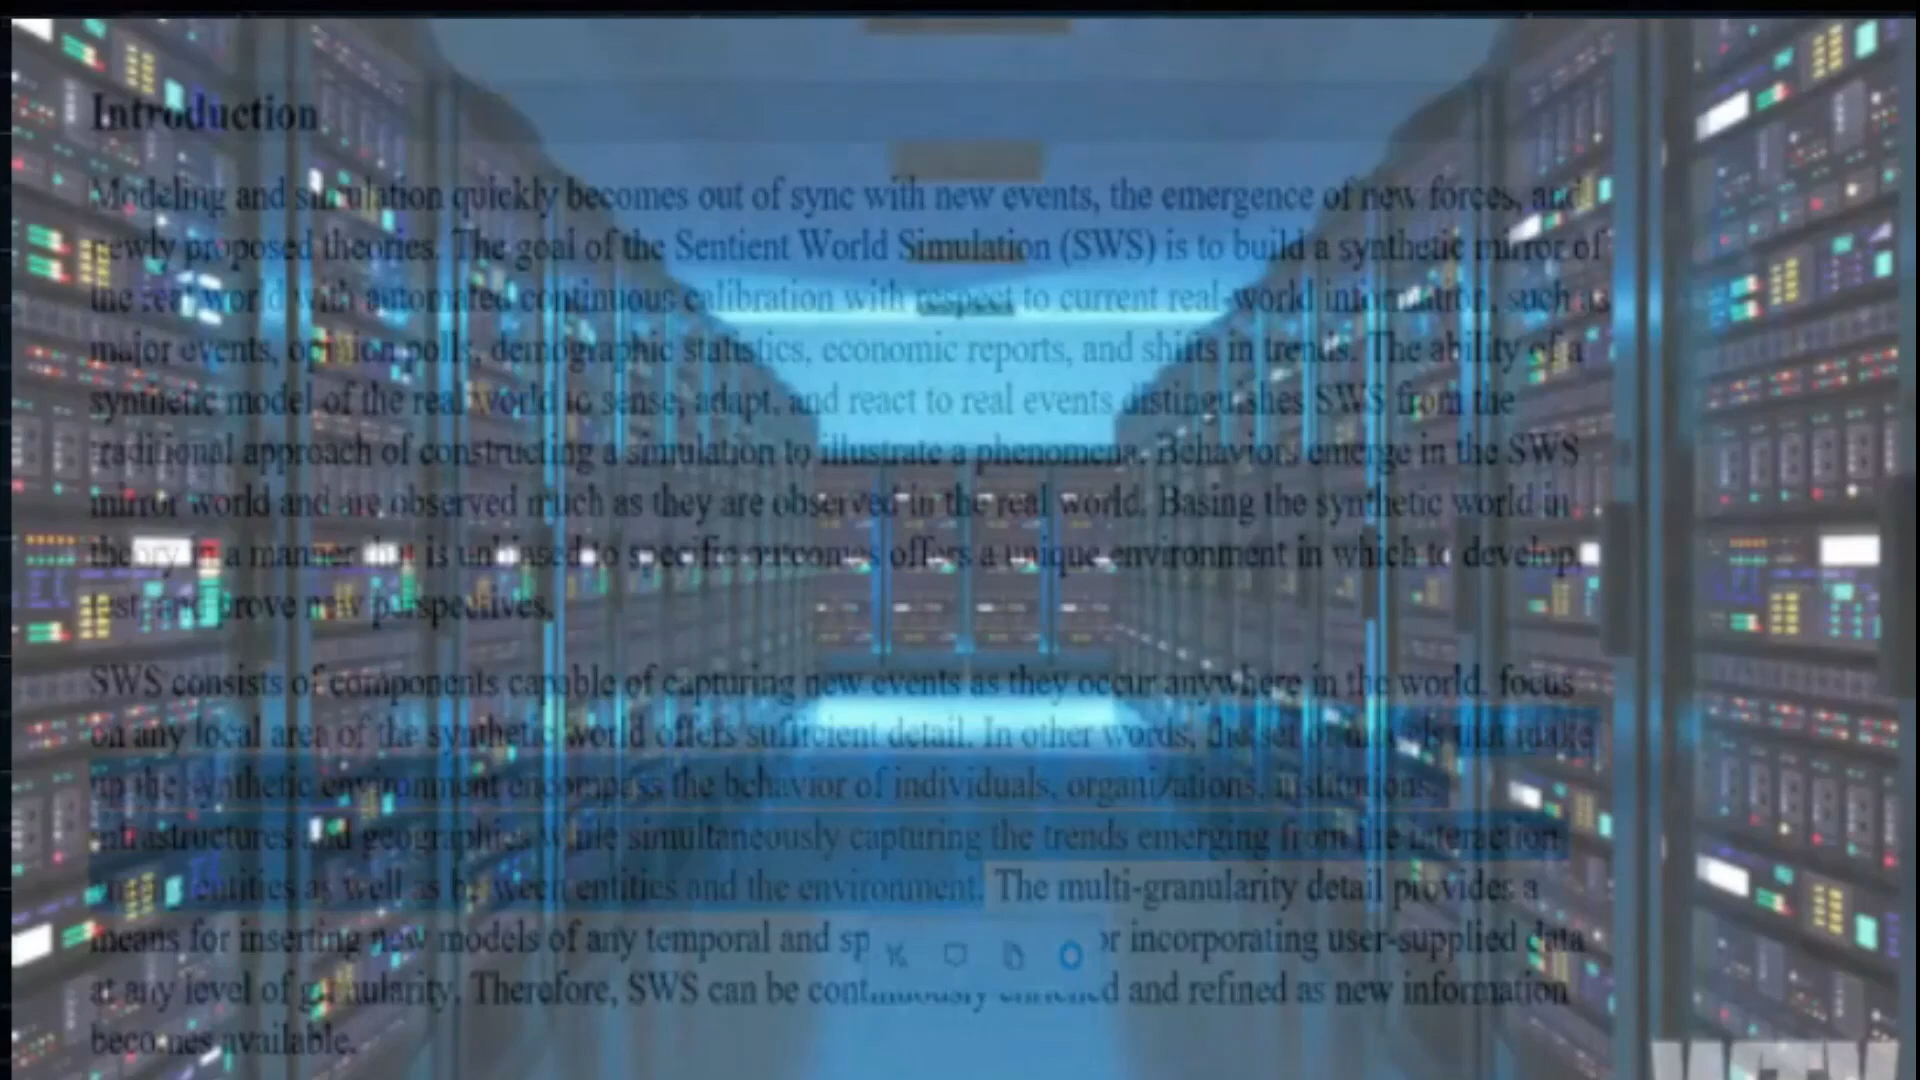 Introduction
Modeling and simulation quickly becomes out of sync with new events, the emergence of new forces, and
newly proposed theories. The goal of the Sentient World Simulation (SWS) is to build a synthetic mirror of
the real world with automated continuous calibration with respect to current real-world information, such as
major events, opinion polls, demographic statistics, economic reports, and shifts in trends. The ability of a
synthetic model of the real world to sense, adapt, and react to real events distinguishes SWS from the
traditional approach of constructing a simulation to illustrate a phenomena. Behaviors emerge in the SWS
mirror world and are observed much as they are observed in the real world. Basing the synthetic world in
theory in a manner that is unbiased to specific outcomes offers a unique environment in which to develop,
test, and prove new perspectives.
SWS consists of components capable of capturing new events as they occur anywhere in the world, focus
on any local area of the synthetic world offers sufficient detail. In other words, the set of models that make
up the synthetic environment encompass the behavior of individuals, organizations, institutions,
infrastructures and geographies while simultaneously capturing the trends emerging from the interaction
among entities as well as between entities and the environment. The multi-granularity detail provides a
means for inserting new models of any temporal and sp or incorporating user-supplied data
at any level of granularity. Therefore, SWS can be continuously enriched and refined as new information
becomes available.